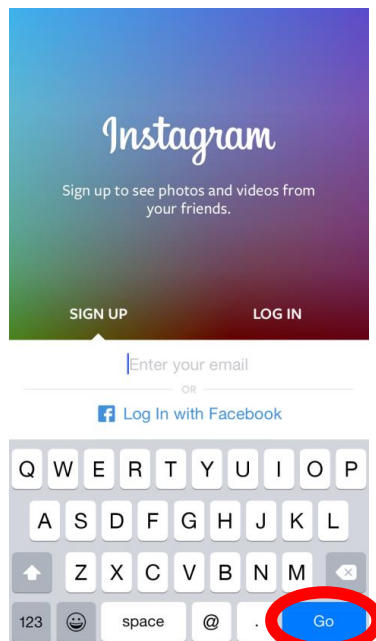 Instagram
Sign up to see photos and videos from
your friends.
SIGN UP LOG IN
Enter your email
OR
f Log In with Facebook
Q W E R T Y U I O P
A S D F G H J K L
Z X C V B N M
123 space @ . Go